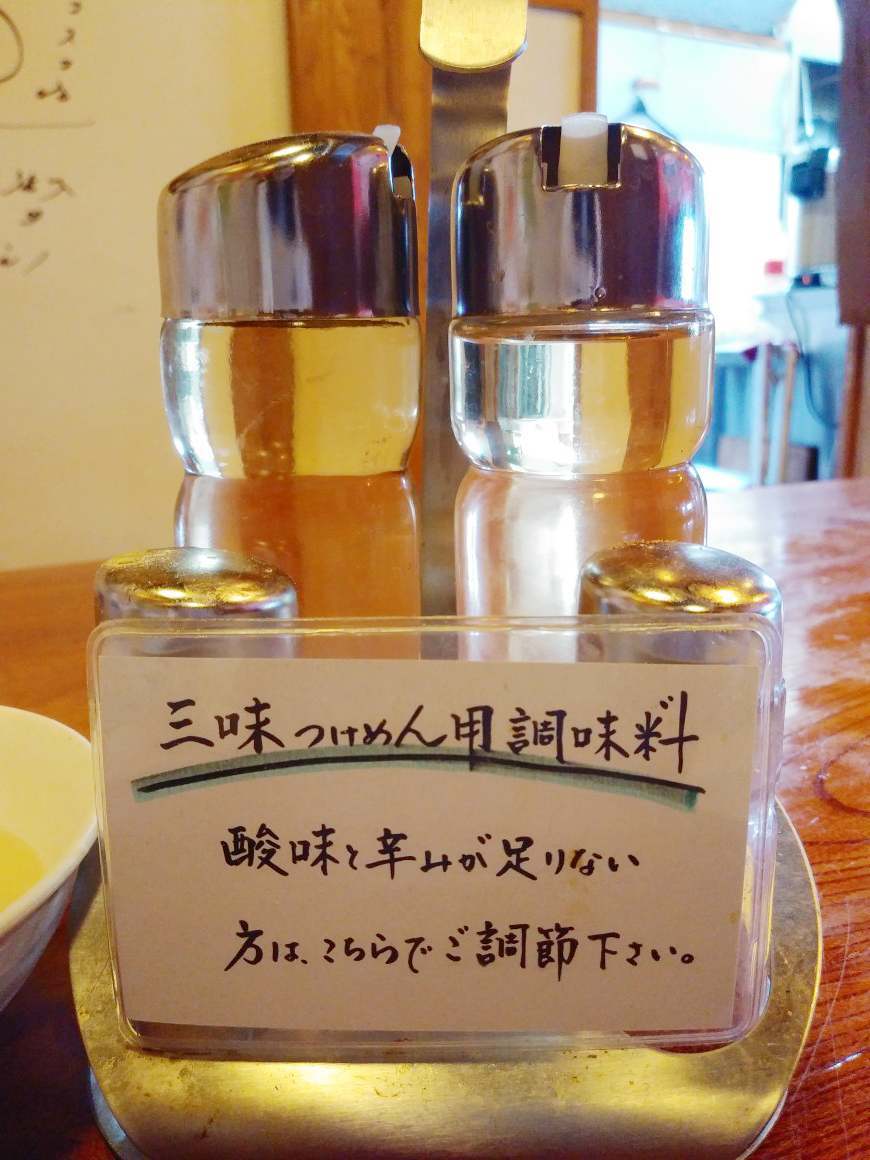 三味つけめん用調味料
酸味と辛みが足りない
方は、こちらでご調節下さい。